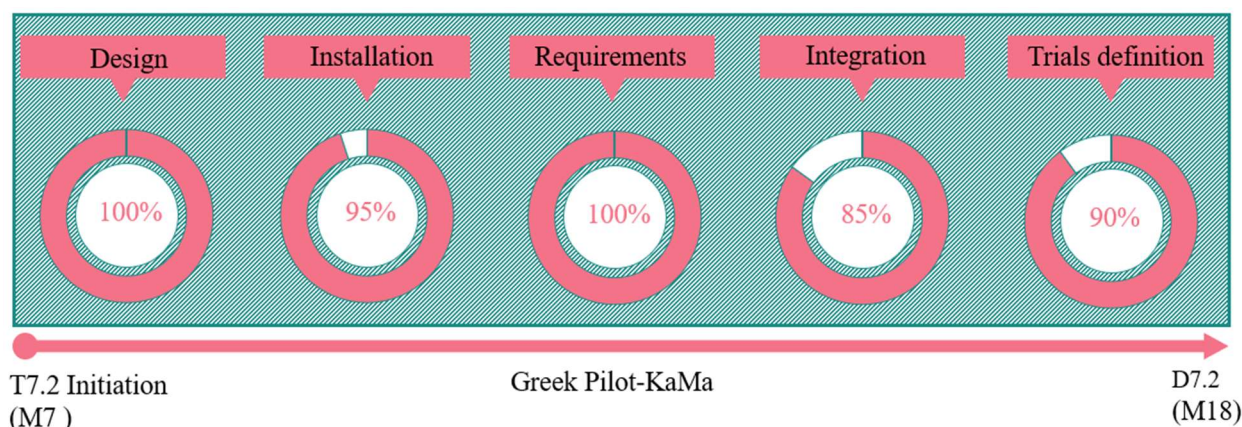 Design
Installation
Requirements
Integration
Trials definition
100%
95%
100%
85%
90%
T7.2 Initiation
(M7 )
Greek Pilot-KaMa
D7.2
(M18)